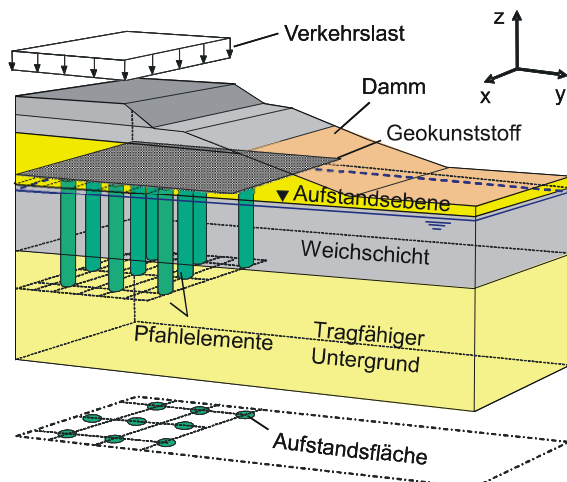 Verkehrslast
z
x
y
Damm
Geokunststoff
Aufstandsebene
Weichschicht
Pfahlelemente
Tragfähiger
Untergrund
Aufstandsfläche